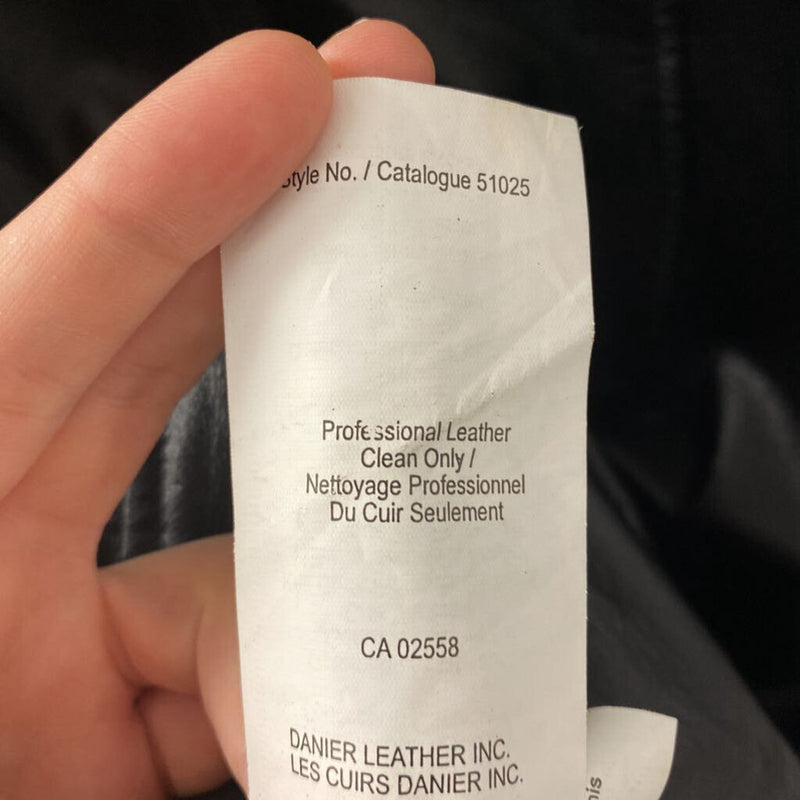 Style No. / Catalogue 51025
Professional Leather
Clean Only /
Nettoyage Professionnel
Du Cuir Seulement
CA 02558
DANIER LEATHER INC.
LES CUIRS DANIER INC.